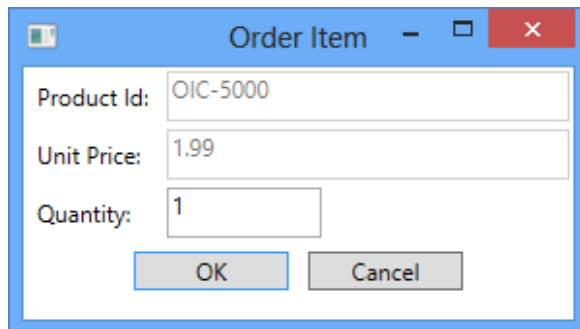 Order Item
Product Id: OIC-5000
Unit Price: 1.99
Quantity: 1
OK Cancel